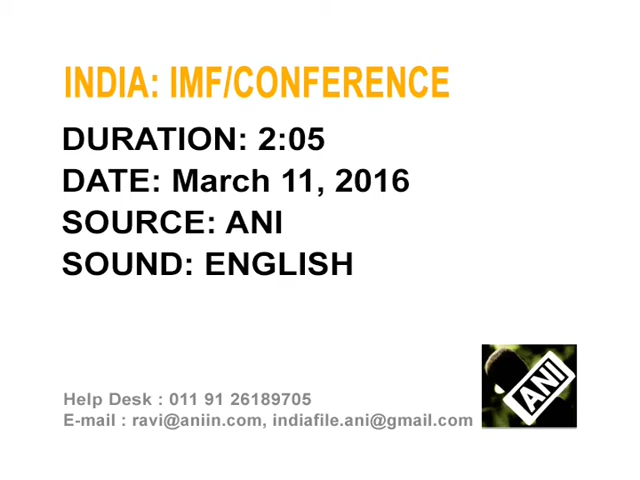 INDIA: IMF/CONFERENCE
DURATION: 2:05
DATE: March 11, 2016
SOURCE: ANI
SOUND: ENGLISH
Help Desk : 011 91 26189705
E-mail : ravi@aniin.com, indiafile.ani@gmail.com
ANI